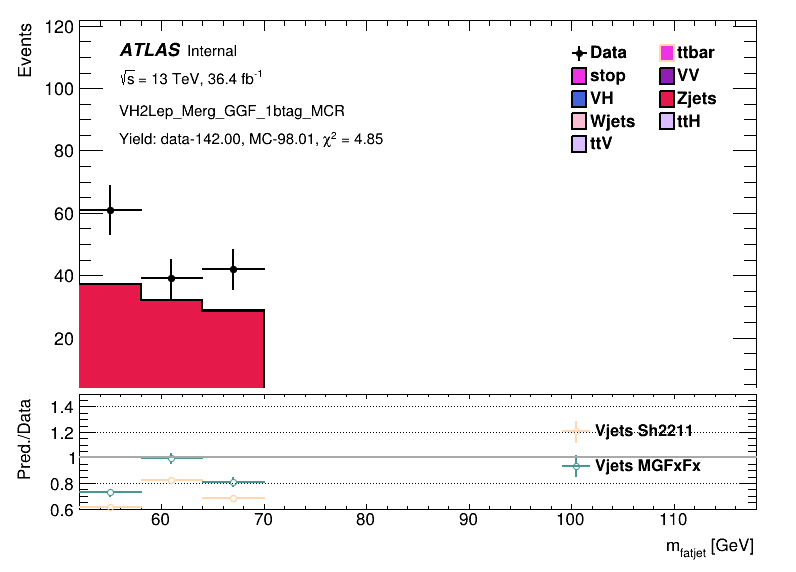 Events
120
100
80
60
40
20
ATLAS Internal
√s = 13 TeV, 36.4 fb⁻¹
VH2Lep_Merg_GGF_1btag_MCR
Yield: data-142.00, MC-98.01, χ² = 4.85
Data ttbar
stop VV
VH Zjets
Wjets ttH
ttV
Pred./Data
1.4
1.2
1
0.8
0.6
Vjets Sh2211
Vjets MGFxFx
60 70 80 90 100 110
m_fatjet [GeV]